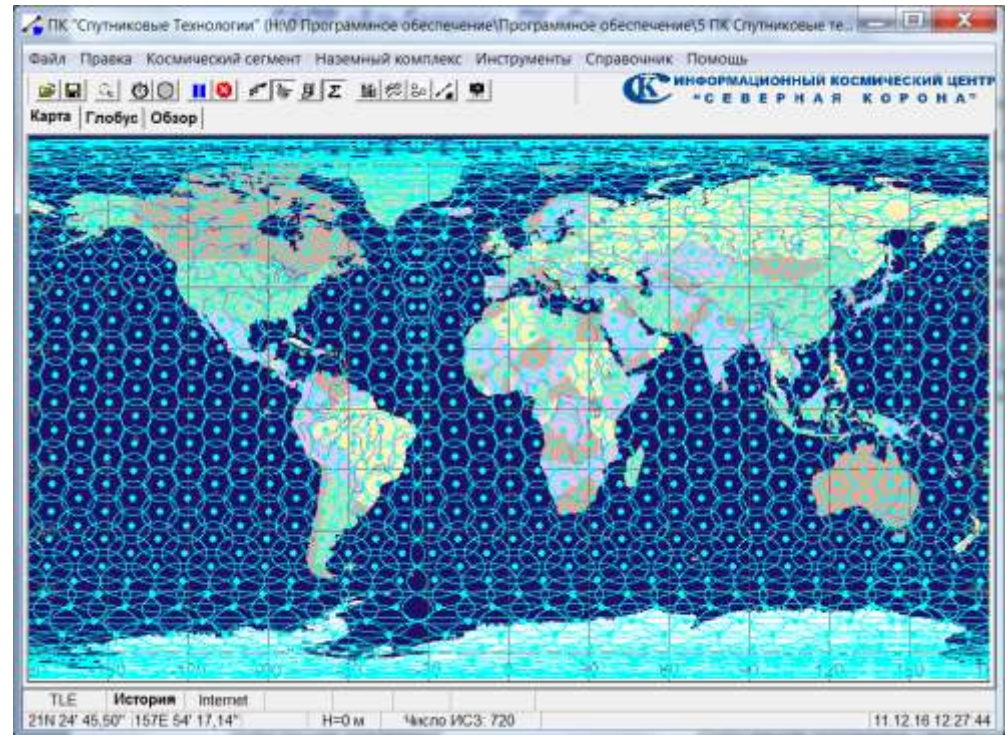 ПК "Спутниковые Технологии" (H:\0 Программное обеспечение\Программное обеспечение\5 ПК Спутниковые те...
Файл Правка Космический сегмент Наземный комплекс Инструменты Справочник Помощь
ИНФОРМАЦИОННЫЙ КОСМИЧЕСКИЙ ЦЕНТР
"СЕВЕРНАЯ КОРОНА"
Карта Глобус Обзор
TLE История Internet
21N 24' 45,50" 157E 54' 17,14" H=0 м Число ИСЗ: 720 11.12.16 12:27:44